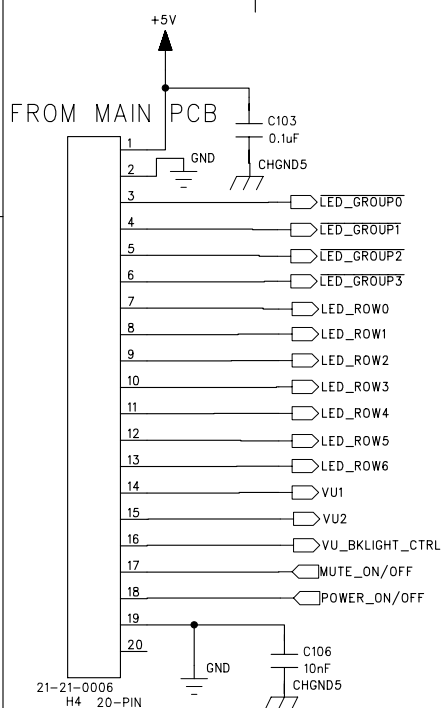 +5V
FROM MAIN PCB
C103
0.1uF
CHGND5
1
GND
2
3 LED_GROUP0
4 LED_GROUP1
5 LED_GROUP2
6 LED_GROUP3
7 LED_ROW0
8 LED_ROW1
9 LED_ROW2
10 LED_ROW3
11 LED_ROW4
12 LED_ROW5
13 LED_ROW6
14 VU1
15 VU2
16 VU_BKLIGHT_CTRL
17 MUTE_ON/OFF
18 POWER_ON/OFF
19
20
C106
10nF
GND
CHGND5
21-21-0006
H4 20-PIN